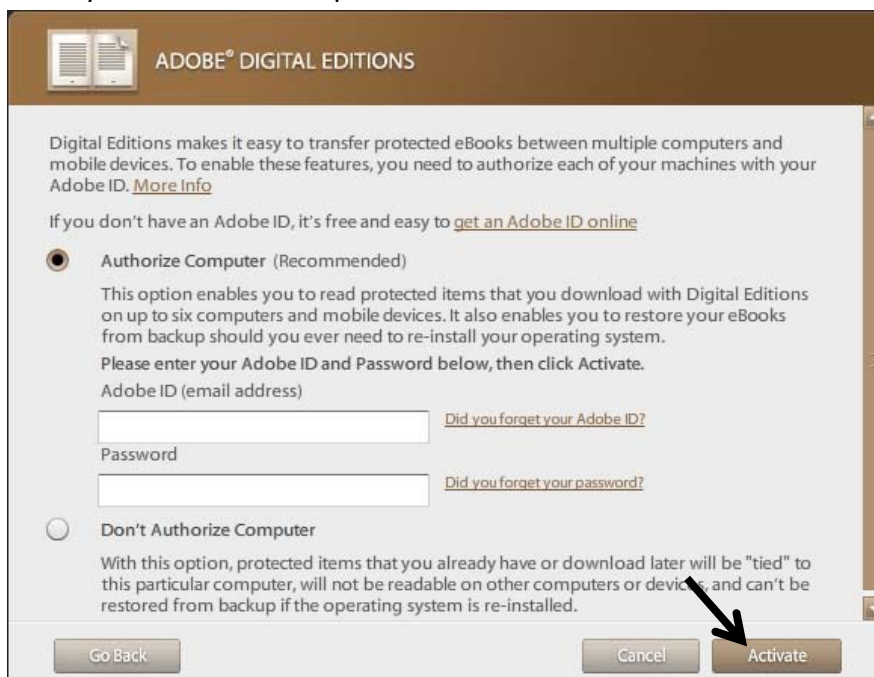 ADOBE® DIGITAL EDITIONS
Digital Editions makes it easy to transfer protected eBooks between multiple computers and
mobile devices. To enable these features, you need to authorize each of your machines with your
Adobe ID. More Info
If you don't have an Adobe ID, it's free and easy to get an Adobe ID online
Authorize Computer (Recommended)
This option enables you to read protected items that you download with Digital Editions
on up to six computers and mobile devices. It also enables you to restore your eBooks
from backup should you ever need to re-install your operating system.
Please enter your Adobe ID and Password below, then click Activate.
Adobe ID (email address)
Did you forget your Adobe ID?
Password
Did you forget your password?
Don't Authorize Computer
With this option, protected items that you already have or download later will be "tied" to
this particular computer, will not be readable on other computers or devices, and can't be
restored from backup if the operating system is re-installed.
Go Back Cancel Activate